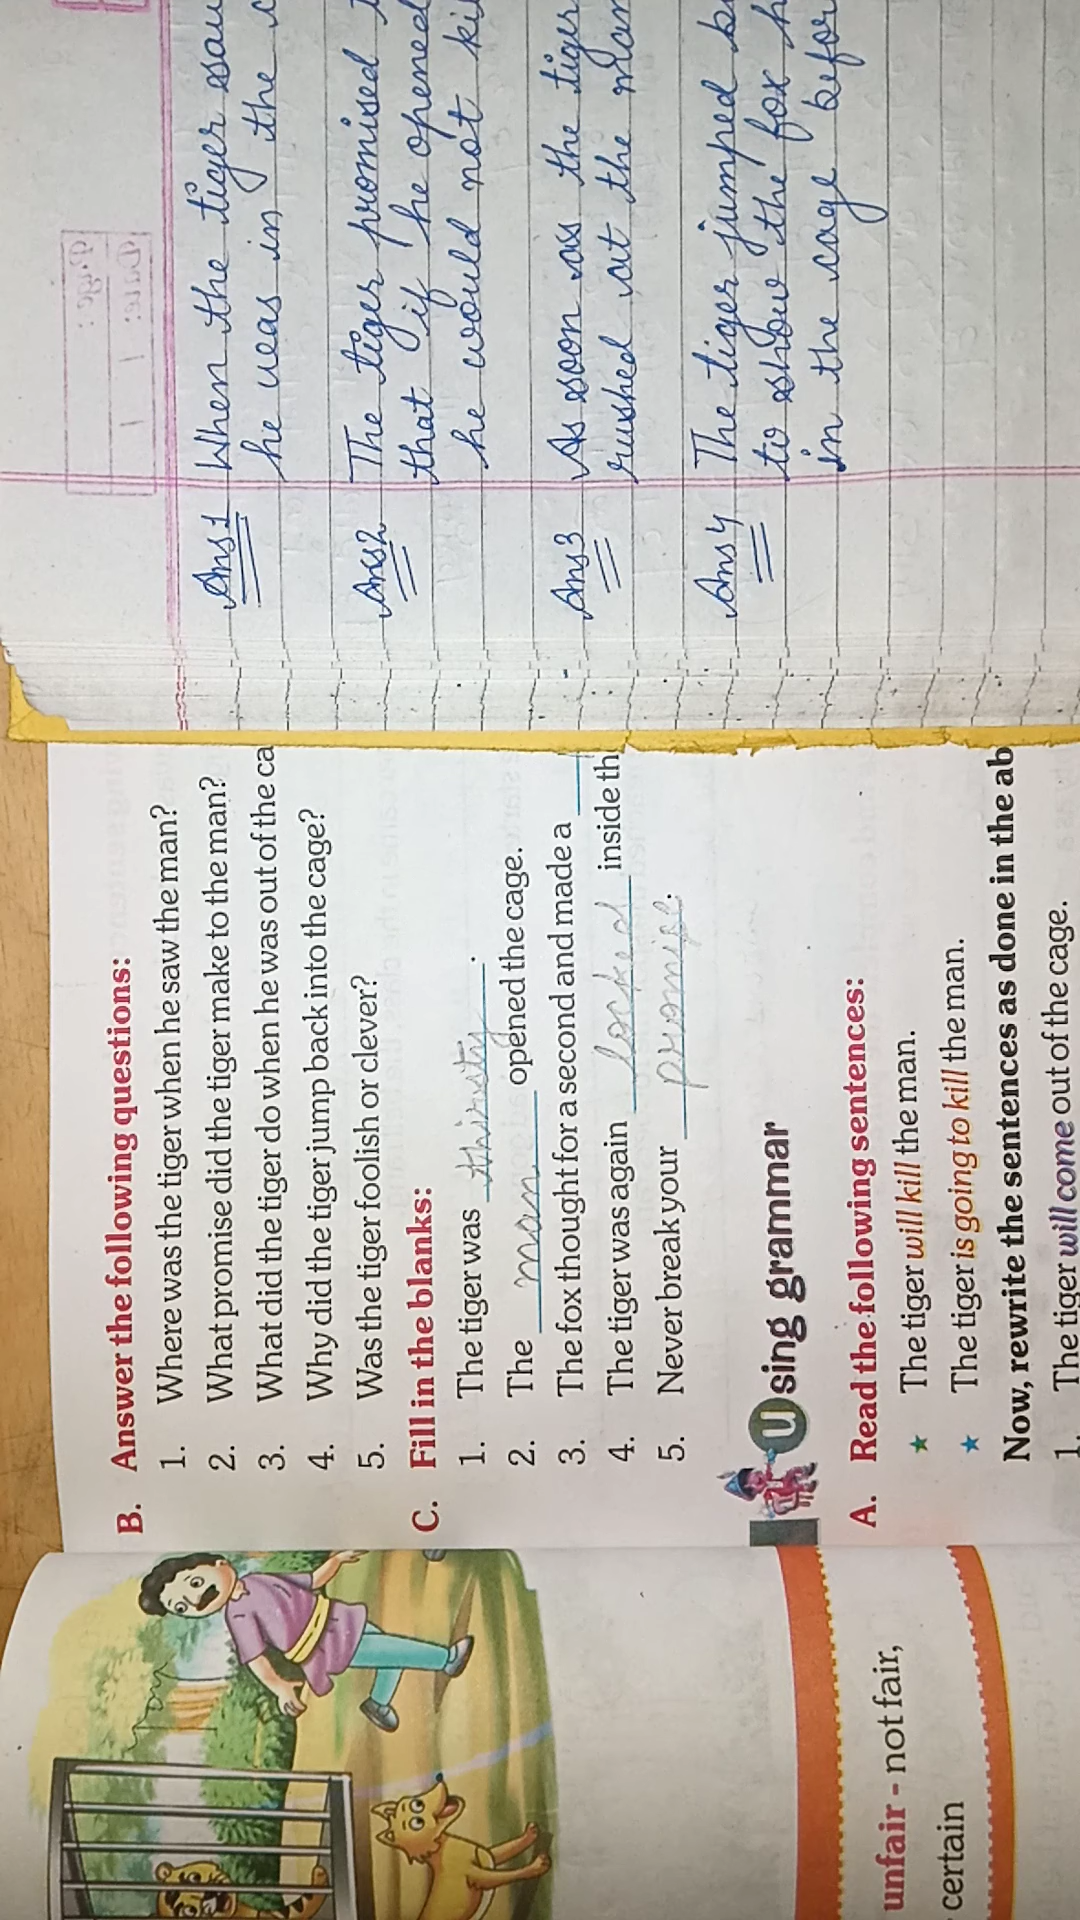 B. Answer the following questions:
1. Where was the tiger when he saw the man?
2. What promise did the tiger make to the man?
3. What did the tiger do when he was out of the ca
4. Why did the tiger jump back into the cage?
5. Was the tiger foolish or clever?
C. Fill in the blanks:
1. The tiger was thirsty.
2. The man opened the cage.
3. The fox thought for a second and made a
4. The tiger was again locked inside th
5. Never break your promise.
Using grammar
A. Read the following sentences:
★ The tiger will kill the man.
★ The tiger is going to kill the man.
Now, rewrite the sentences as done in the ab
1. The tiger will come out of the cage.
unfair - not fair,
certain
Ans1 When the tiger saw
he was in the c
Ans2 The tiger promised
that if he opened
he would not kil
Ans3 As soon as the tiger
rushed at the man
Ans4 The tiger jumped b
to show the fox h
in the cage befor